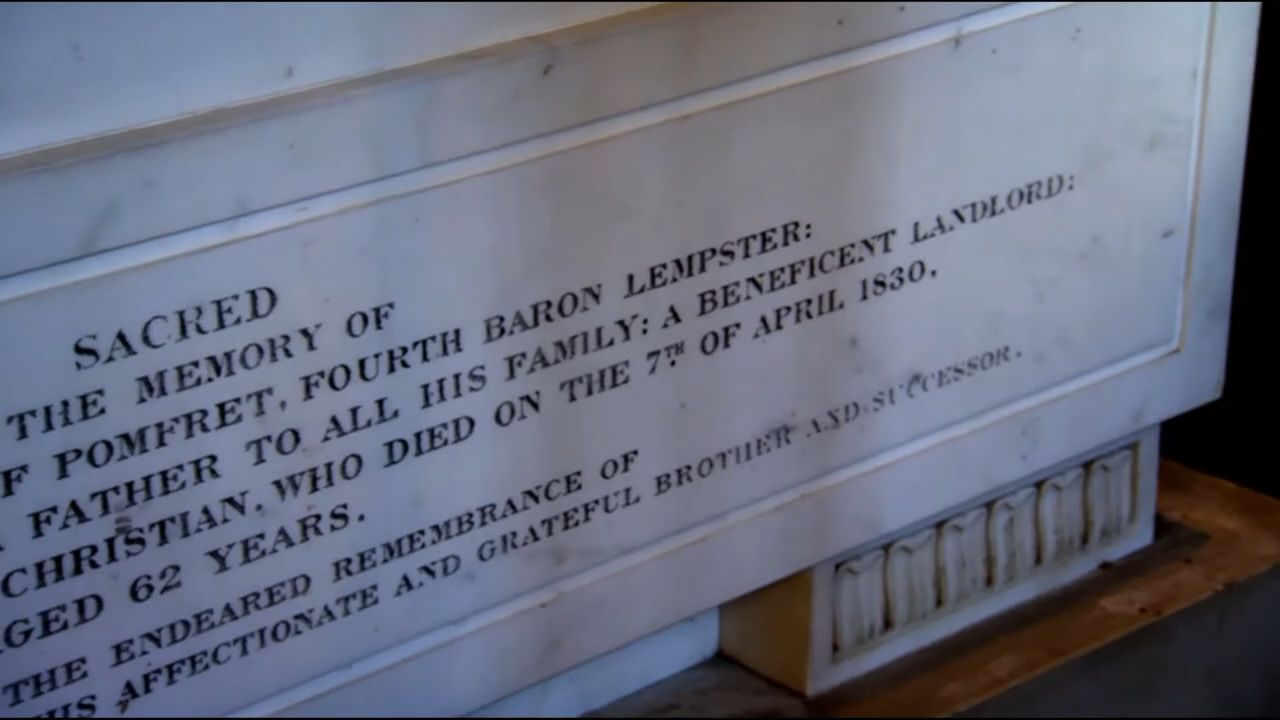 SACRED
THE MEMORY OF
F POMFRET, FOURTH BARON LEMPSTER:
FATHER TO ALL HIS FAMILY: A BENEFICENT LANDLORD:
CHRISTIAN. WHO DIED ON THE 7TH OF APRIL 1830.
GED 62 YEARS.
THE ENDEARED REMEMBRANCE OF
HIS AFFECTIONATE AND GRATEFUL BROTHER AND SUCCESSOR.